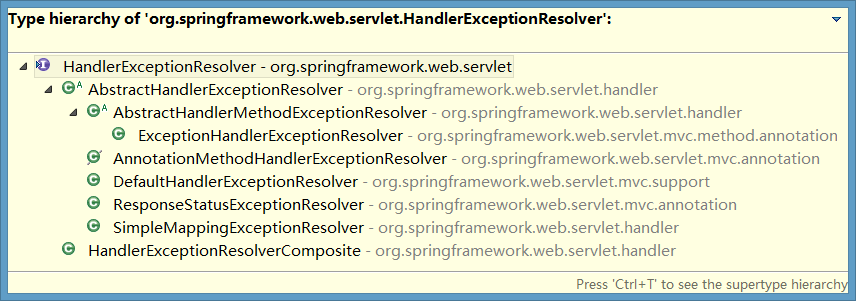 Type hierarchy of 'org.springframework.web.servlet.HandlerExceptionResolver':
HandlerExceptionResolver - org.springframework.web.servlet
AbstractHandlerExceptionResolver - org.springframework.web.servlet.handler
AbstractHandlerMethodExceptionResolver - org.springframework.web.servlet.handler
ExceptionHandlerExceptionResolver - org.springframework.web.servlet.mvc.method.annotation
AnnotationMethodHandlerExceptionResolver - org.springframework.web.servlet.mvc.annotation
DefaultHandlerExceptionResolver - org.springframework.web.servlet.mvc.support
ResponseStatusExceptionResolver - org.springframework.web.servlet.mvc.annotation
SimpleMappingExceptionResolver - org.springframework.web.servlet.handler
HandlerExceptionResolverComposite - org.springframework.web.servlet.handler
Press 'Ctrl+T' to see the supertype hierarchy